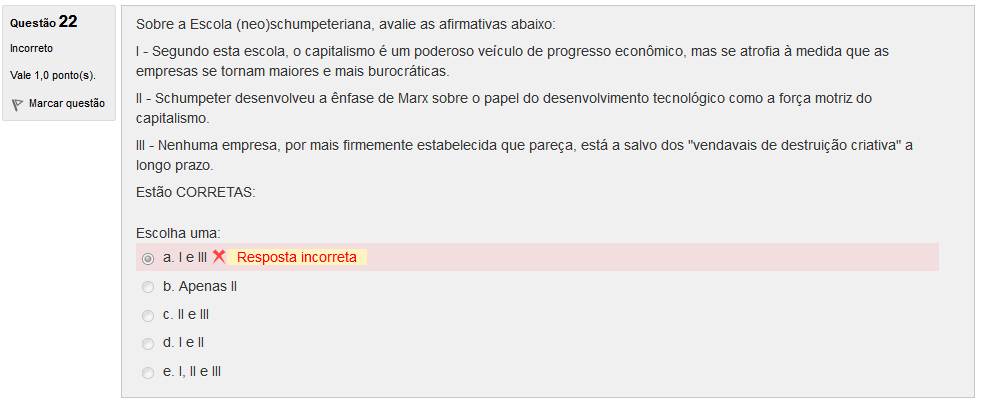 Questão 22
Incorreto
Vale 1,0 ponto(s).
Marcar questão
Sobre a Escola (neo)schumpeteriana, avalie as afirmativas abaixo:
I - Segundo esta escola, o capitalismo é um poderoso veículo de progresso econômico, mas se atrofia à medida que as
empresas se tornam maiores e mais burocráticas.
II - Schumpeter desenvolveu a ênfase de Marx sobre o papel do desenvolvimento tecnológico como a força motriz do
capitalismo.
III - Nenhuma empresa, por mais firmemente estabelecida que pareça, está a salvo dos "vendavais de destruição criativa" a
longo prazo.
Estão CORRETAS:
Escolha uma:
a. I e III Resposta incorreta
b. Apenas II
c. II e III
d. I e II
e. I, II e III